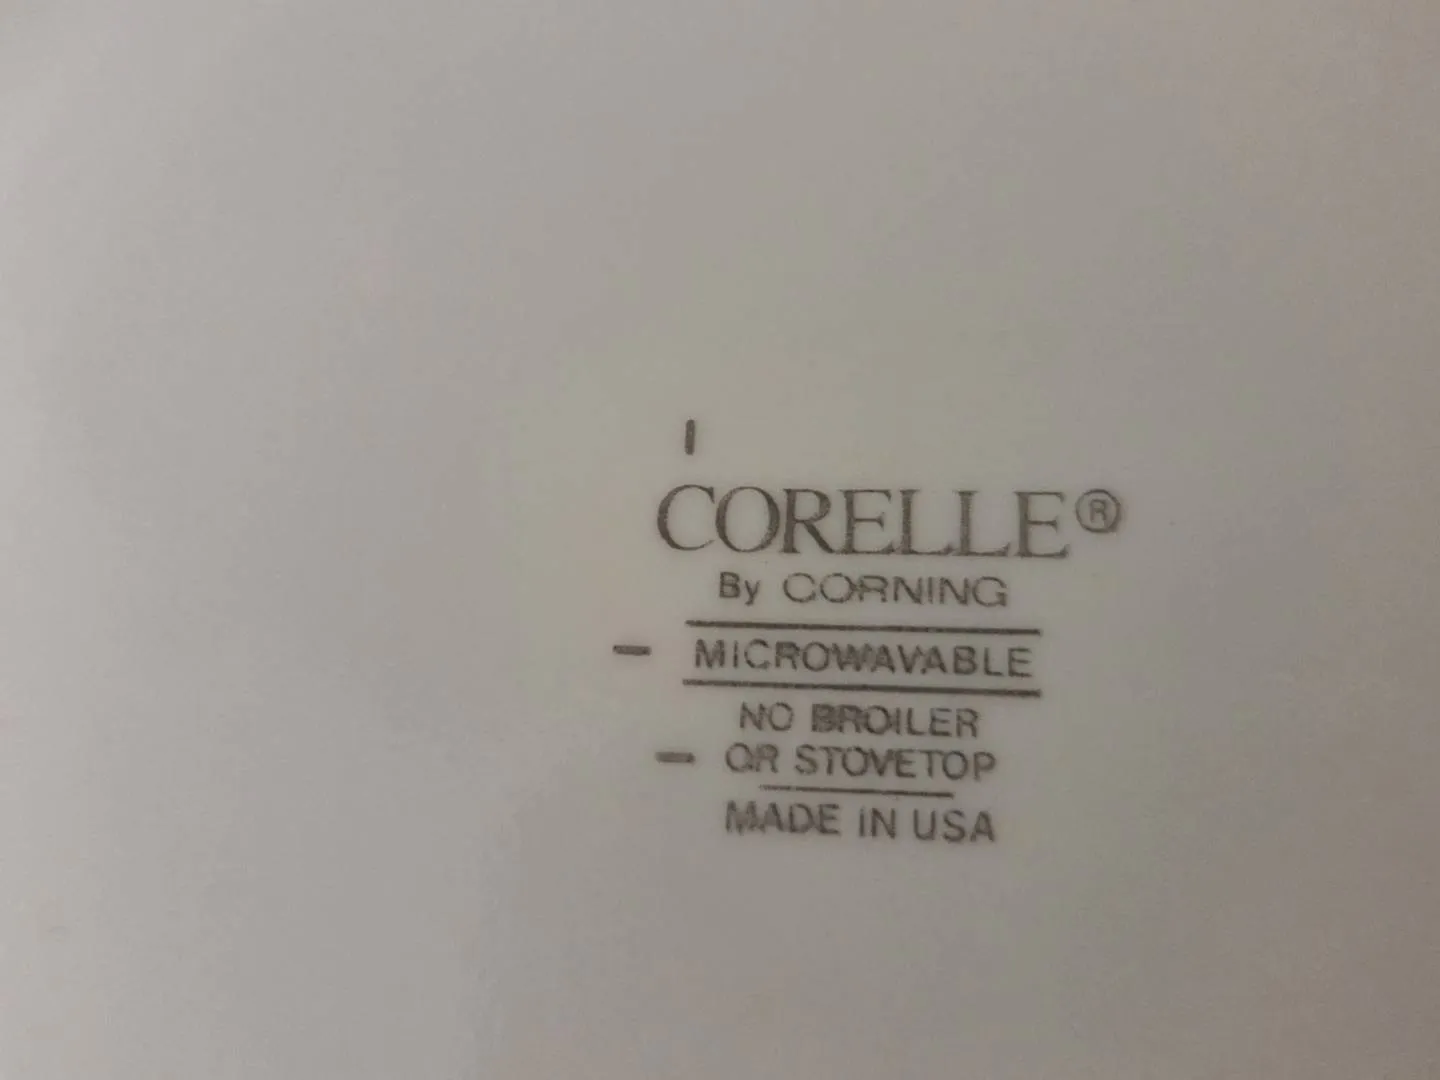 CORELLE®
By CORNING
MICROWAVABLE
NO BROILER
OR STOVETOP
MADE IN USA